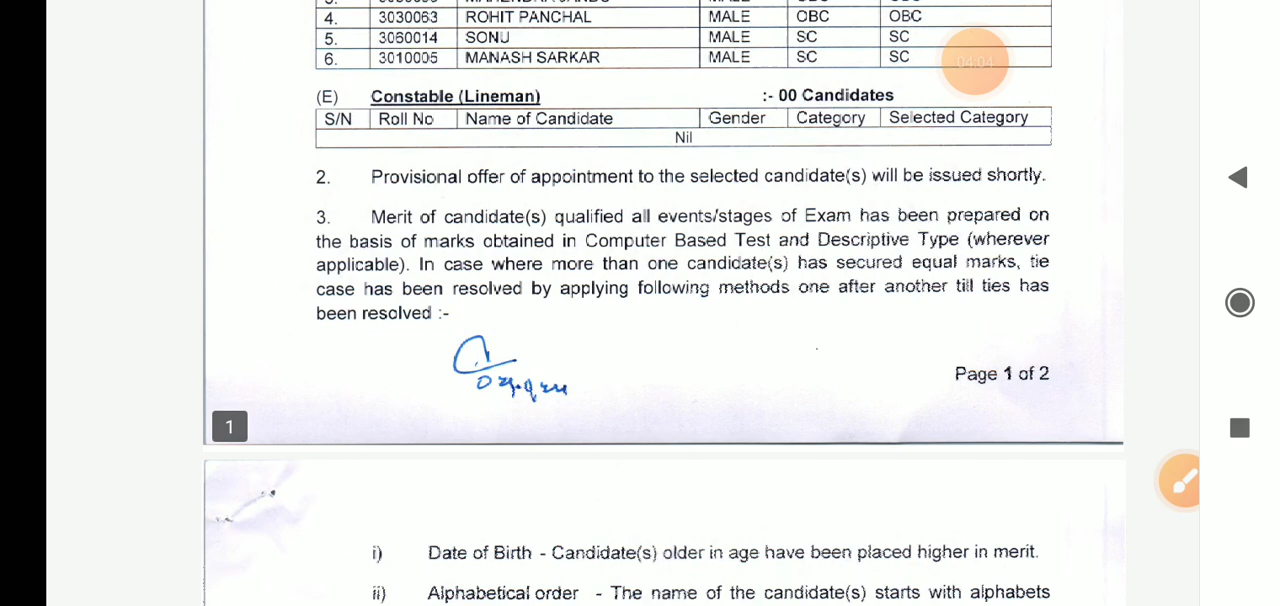 4. 3030063 ROHIT PANCHAL MALE OBC OBC
5. 3060014 SONU MALE SC SC
6. 3010005 MANASH SARKAR MALE SC SC
04:04
(E) Constable (Lineman) :- 00 Candidates
S/N Roll No Name of Candidate Gender Category Selected Category
Nil
2. Provisional offer of appointment to the selected candidate(s) will be issued shortly.
3. Merit of candidate(s) qualified all events/stages of Exam has been prepared on
the basis of marks obtained in Computer Based Test and Descriptive Type (wherever
applicable). In case where more than one candidate(s) has secured equal marks, tie
case has been resolved by applying following methods one after another till ties has
been resolved :-
Page 1 of 2
1
i) Date of Birth - Candidate(s) older in age have been placed higher in merit.
ii) Alphabetical order - The name of the candidate(s) starts with alphabets